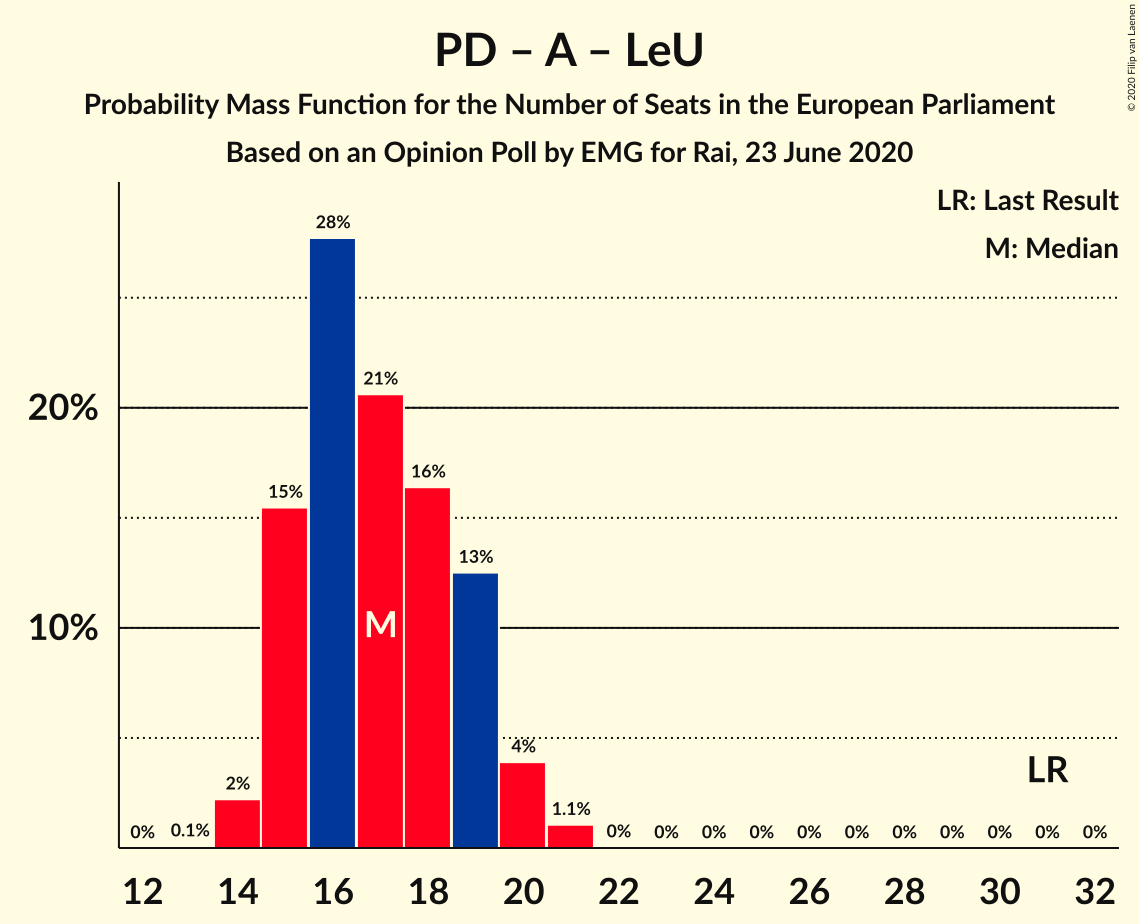 PD – A – LeU
Probability Mass Function for the Number of Seats in the European Parliament
Based on an Opinion Poll by EMG for Rai, 23 June 2020
© 2020 Filip van Laenen
LR: Last Result
M: Median
28%
21%
20%
16%
15%
13%
M
10%
4%
LR
2%
1.1%
0% 0.1% 0% 0% 0% 0% 0% 0% 0% 0% 0% 0% 0%
12 14 16 18 20 22 24 26 28 30 32